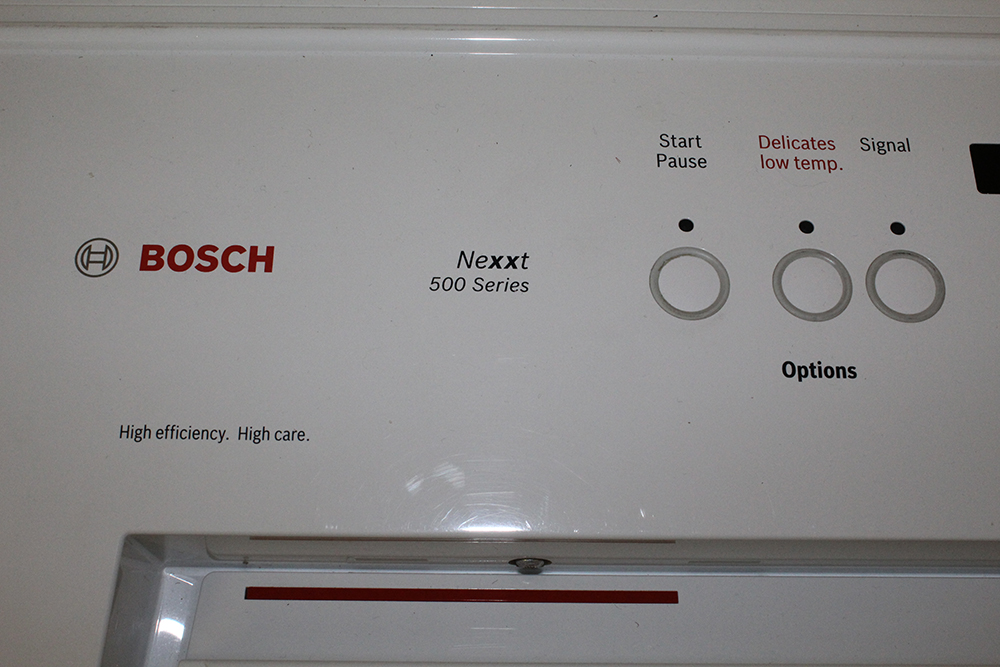 Start
Pause
Delicates
low temp.
Signal
BOSCH
Nexxt
500 Series
Options
High efficiency. High care.